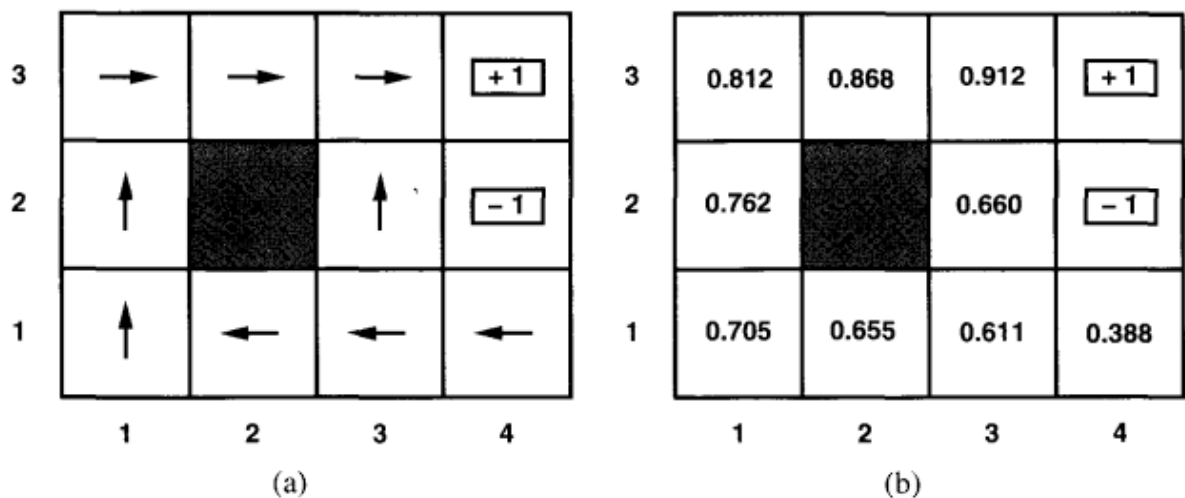 3 + 1 3 0.812 0.868 0.912 + 1
2 – 1 2 0.762 0.660 – 1
1 1 0.705 0.655 0.611 0.388
1 2 3 4 1 2 3 4
(a) (b)